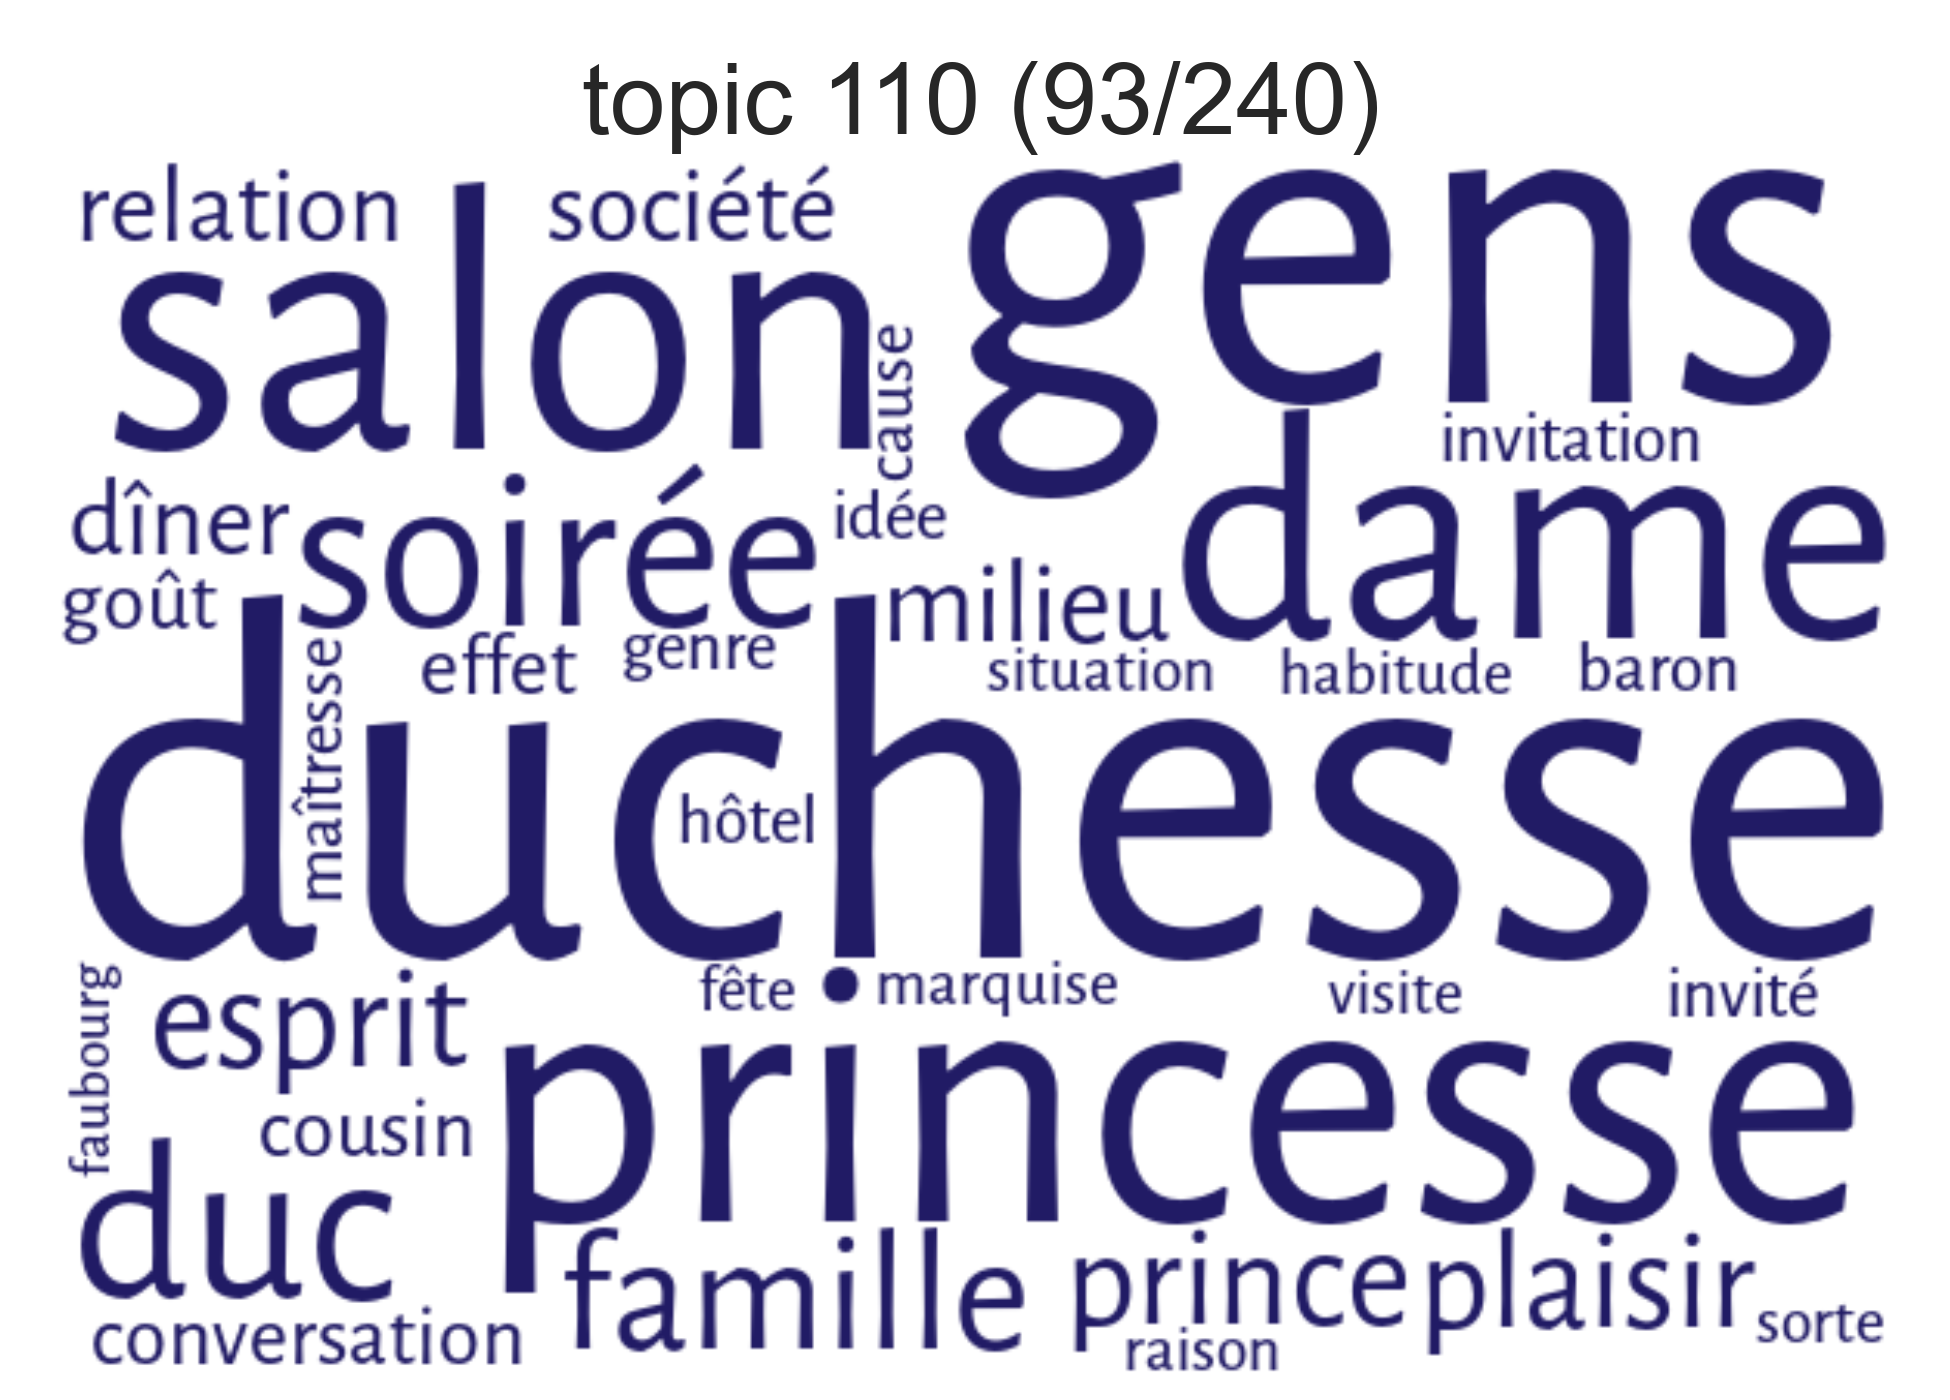 topic 110 (93/240)
relation société gens
salon
cause
invitation
dîner soirée idée dame
goût milieu
maîtresse effet genre situation habitude baron
duchesse
hôtel
faubourg esprit fête marquise visite invité
princesse
cousin
duc
famille prince plaisir
conversation raison sorte